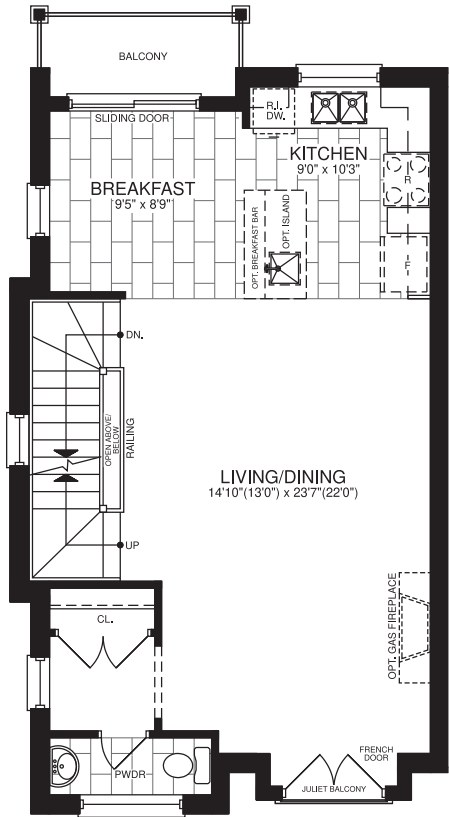 BALCONY
SLIDING DOOR
R.I.
DW.
KITCHEN
9'0" x 10'3"
R
BREAKFAST
9'5" x 8'9"
OPT. BREAKFAST BAR
OPT. ISLAND
F
DN.
OPEN ABOVE/
BELOW
RAILING
LIVING/DINING
14'10"(13'0") x 23'7"(22'0")
UP
OPT. GAS FIREPLACE
CL.
PWDR
FRENCH
DOOR
JULIET BALCONY